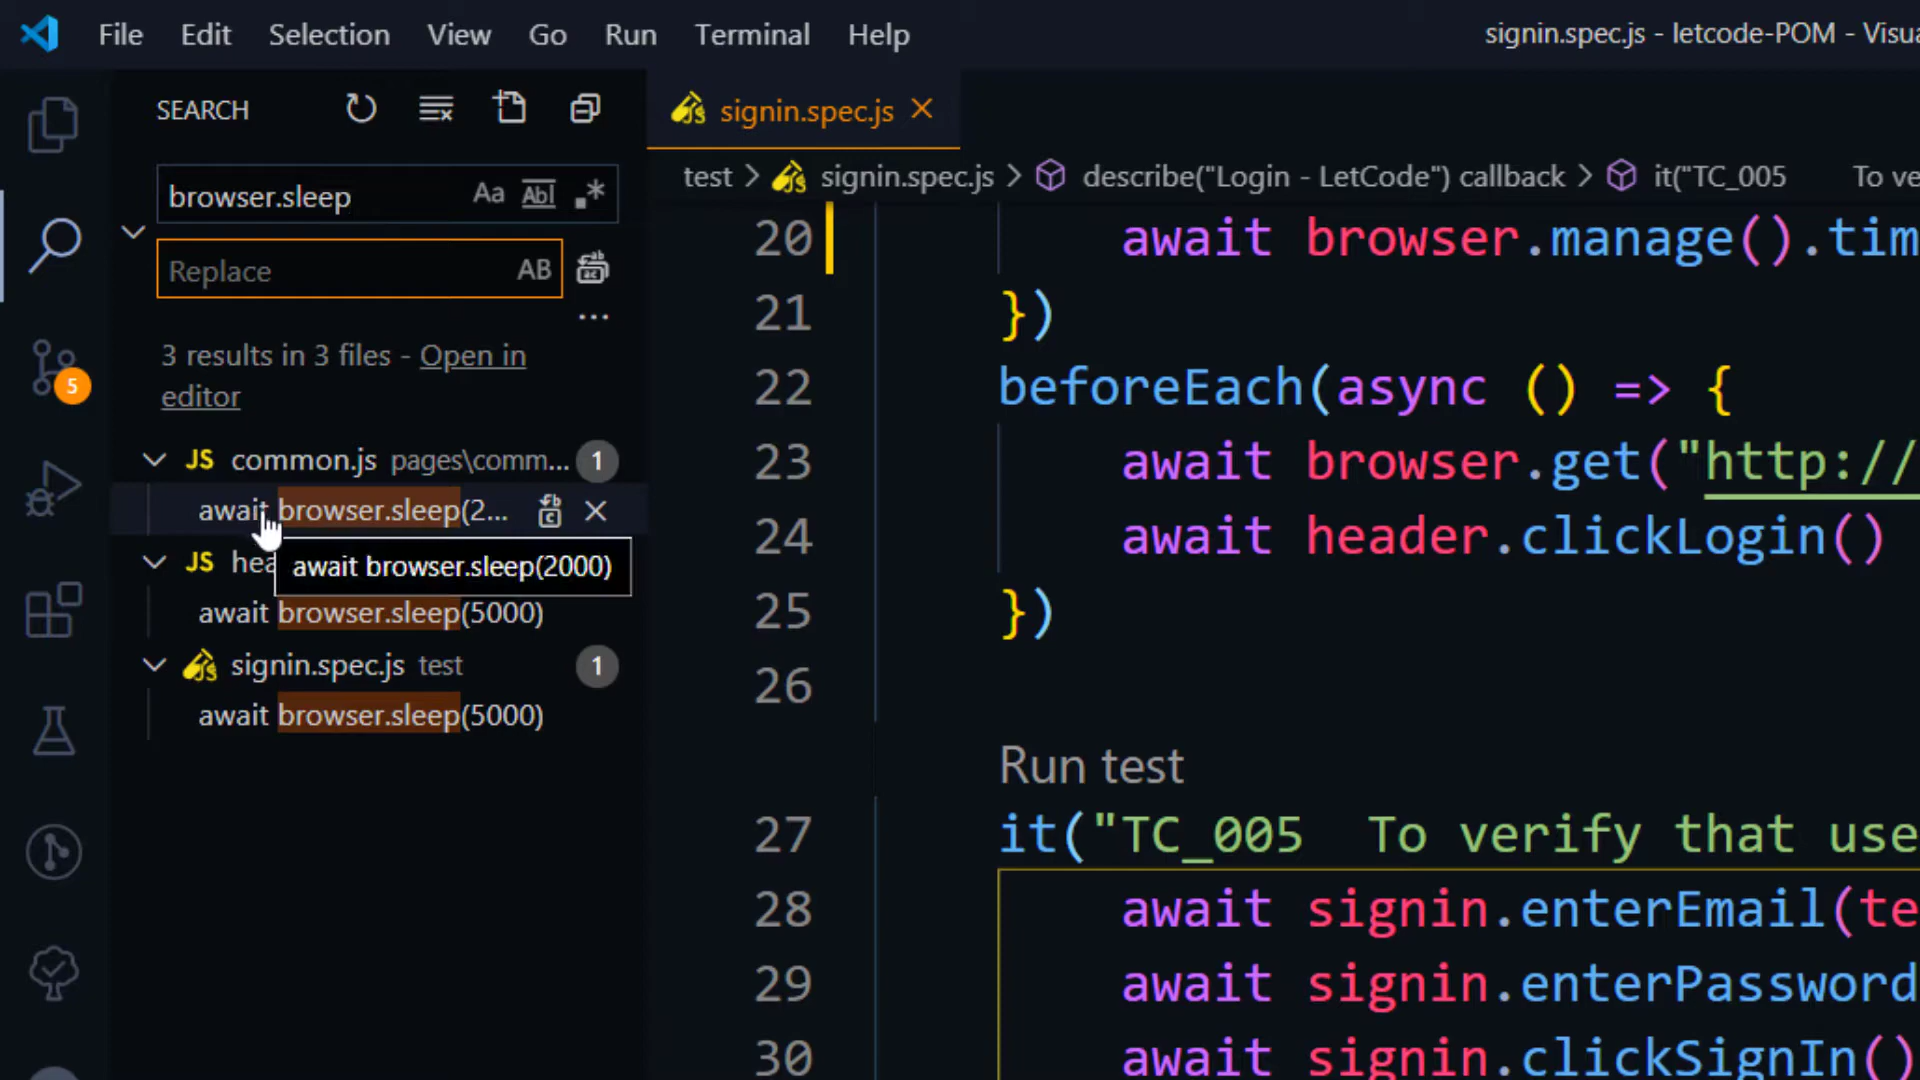 File Edit Selection View Go Run Terminal Help
signin.spec.js - letcode-POM - Visua
SEARCH
browser.sleep Aa Abl .*
Replace AB
...
3 results in 3 files - Open in
editor
JS common.js pages\comm... 1
await browser.sleep(2...
JS hea
await browser.sleep(2000)
await browser.sleep(5000)
signin.spec.js test 1
await browser.sleep(5000)
5
signin.spec.js
test > signin.spec.js > describe("Login - LetCode") callback > it("TC_005 To ve
20 await browser.manage().tim
21 })
22 beforeEach(async () => {
23 await browser.get("http://
24 await header.clickLogin()
25 })
26
Run test
27 it("TC_005 To verify that use
28 await signin.enterEmail(te
29 await signin.enterPassword
30 await signin.clickSignIn()